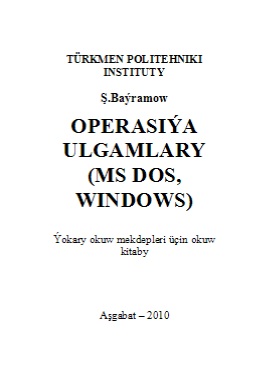 TÜRKMEN POLITEHNIKI
INSTITUTY
Ş.Baýramow
OPERASIÝA
ULGAMLARY
(MS DOS,
WINDOWS)
Ýokary okuw mekdepleri üçin okuw
kitaby
Aşgabat – 2010